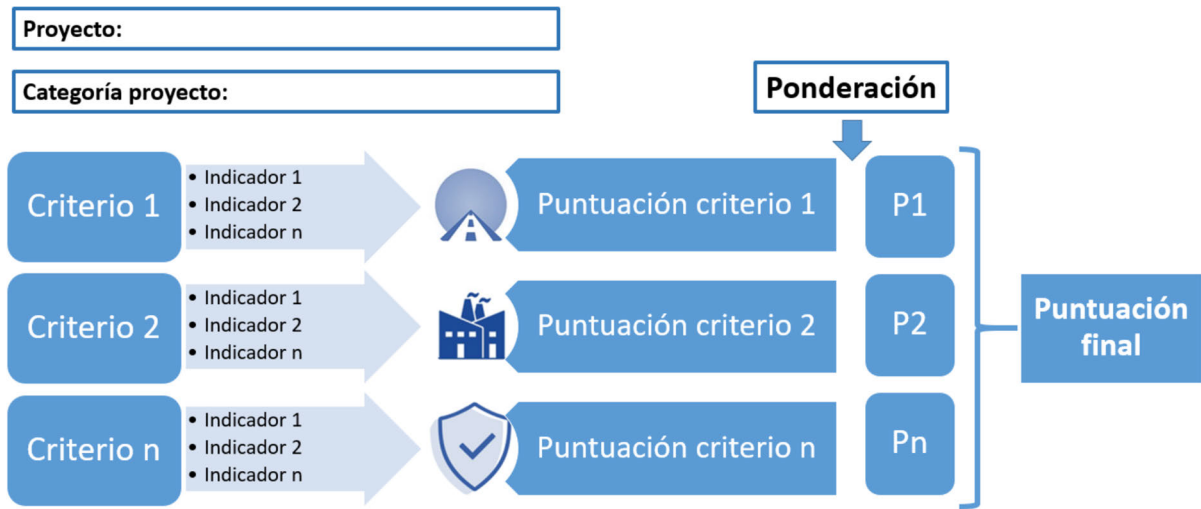 Proyecto:
Categoría proyecto:
Ponderación
Criterio 1
• Indicador 1
• Indicador 2
• Indicador n
Puntuación criterio 1
P1
Criterio 2
• Indicador 1
• Indicador 2
• Indicador n
Puntuación criterio 2
P2
Criterio n
• Indicador 1
• Indicador 2
• Indicador n
Puntuación criterio n
Pn
Puntuación
final